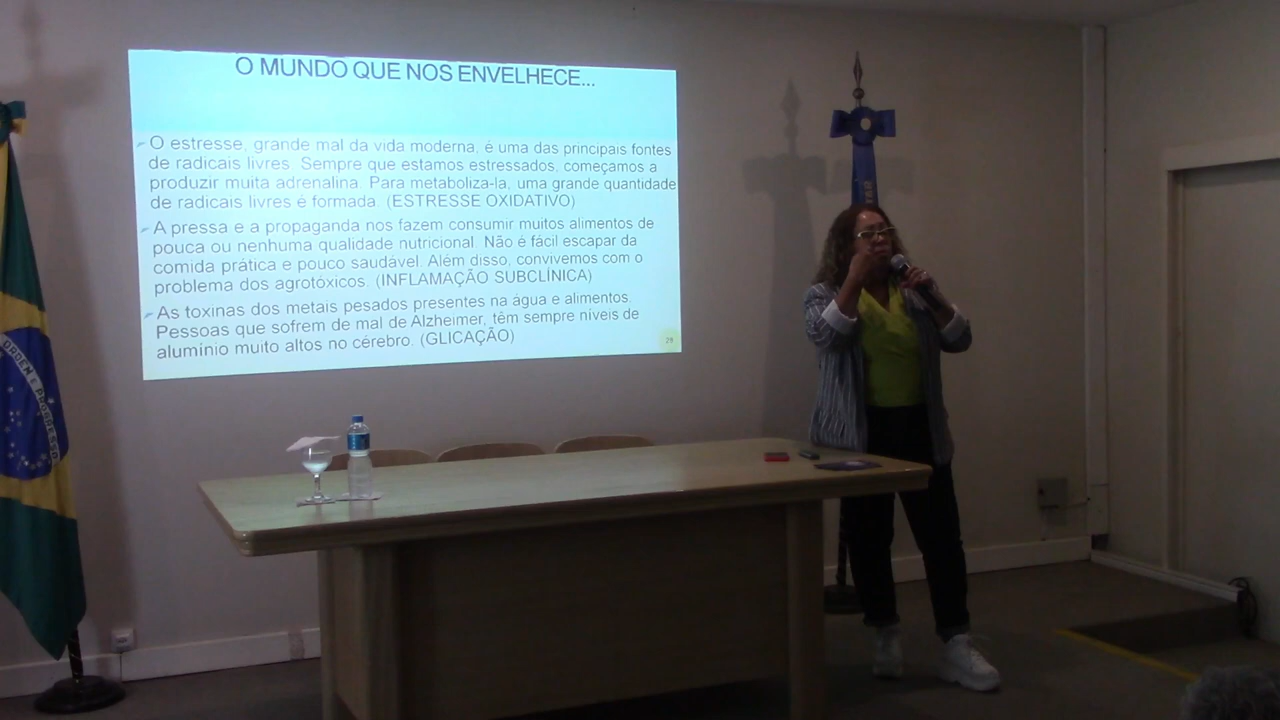 O MUNDO QUE NOS ENVELHECE...
O estresse, grande mal da vida moderna, é uma das principais fontes
de radicais livres. Sempre que estamos estressados, começamos a
produzir muita adrenalina. Para metaboliza-la, uma grande quantidade
de radicais livres é formada. (ESTRESSE OXIDATIVO)
A pressa e a propaganda nos fazem consumir muitos alimentos de
pouca ou nenhuma qualidade nutricional. Não é fácil escapar da
comida prática e pouco saudável. Além disso, convivemos com o
problema dos agrotóxicos. (INFLAMAÇÃO SUBCLÍNICA)
As toxinas dos metais pesados presentes na água e alimentos.
Pessoas que sofrem de mal de Alzheimer, têm sempre níveis de
alumínio muito altos no cérebro. (GLICAÇÃO)
29
ORDEM E PROGRESSO